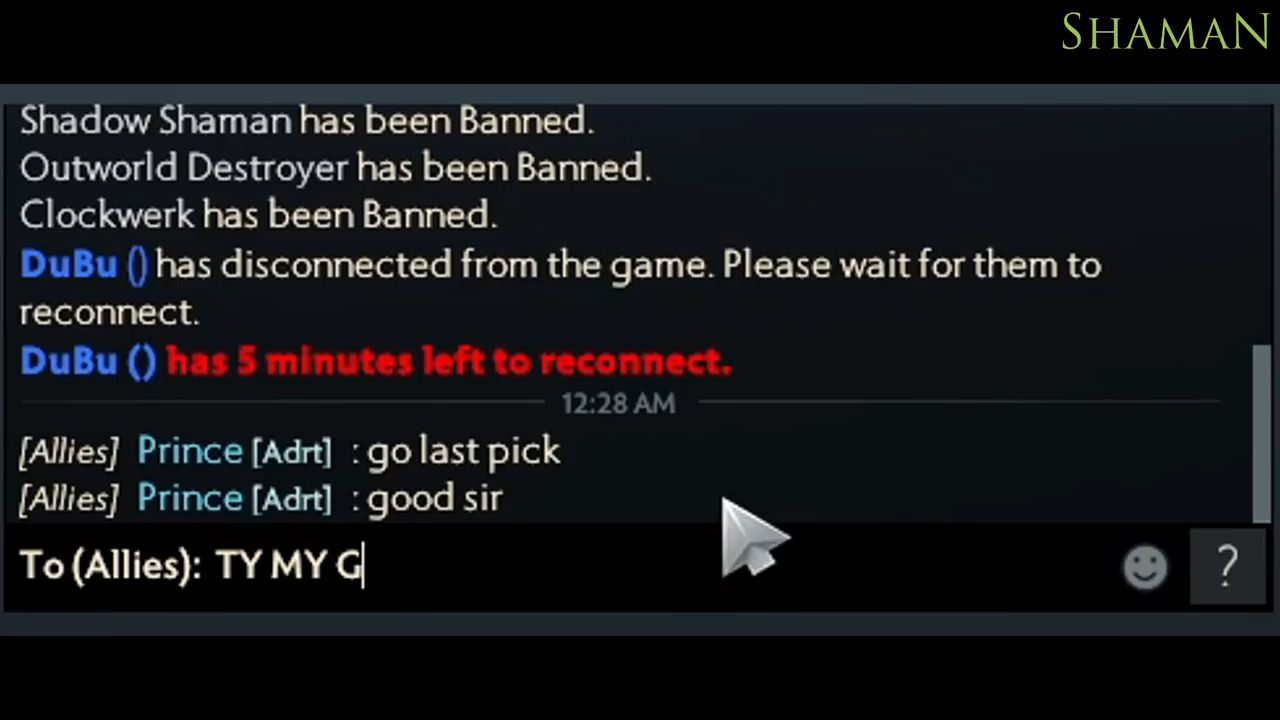 SHAMAN
Shadow Shaman has been Banned.
Outworld Destroyer has been Banned.
Clockwerk has been Banned.
DuBu () has disconnected from the game. Please wait for them to
reconnect.
DuBu () has 5 minutes left to reconnect.
12:28 AM
[Allies] Prince [Adrt] : go last pick
[Allies] Prince [Adrt] : good sir
To (Allies): TY MY G
?